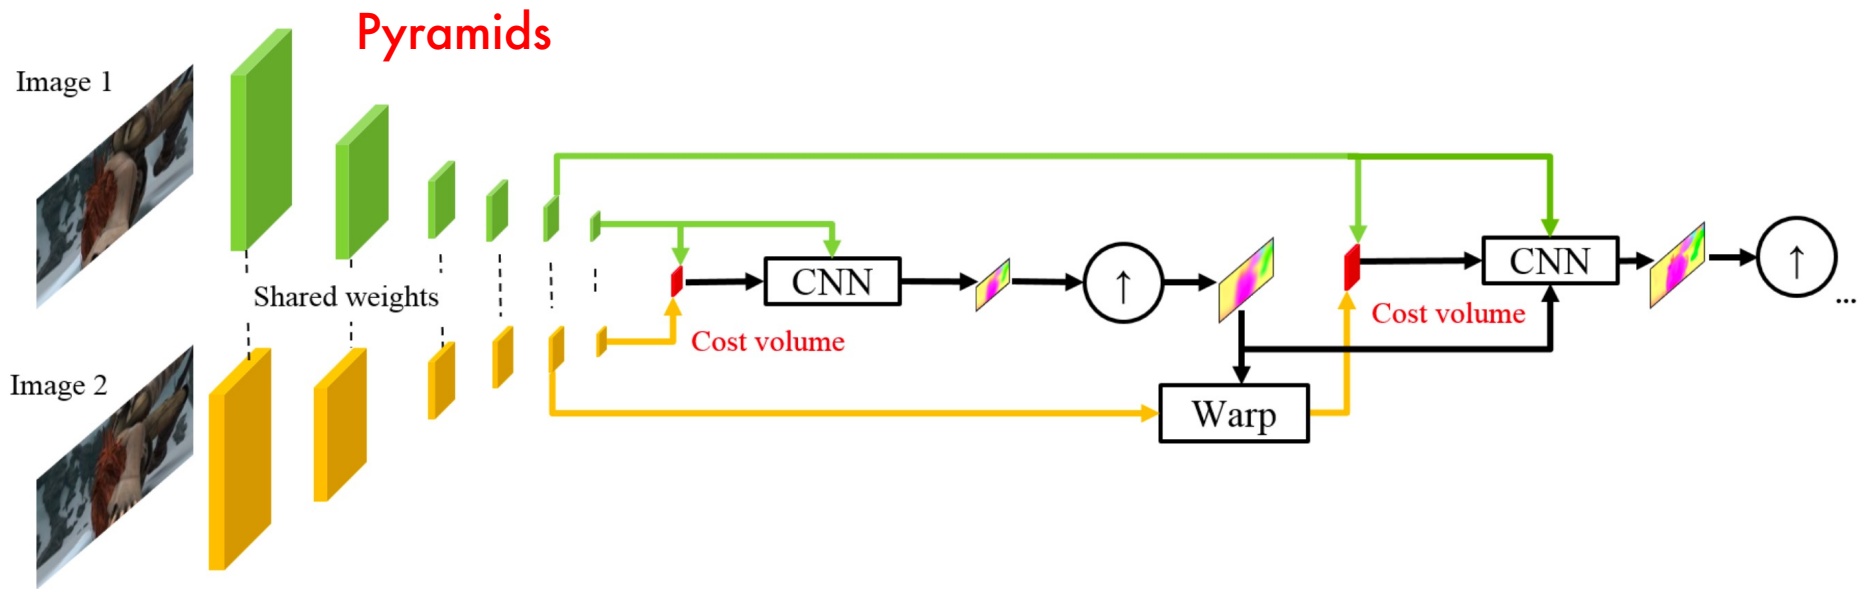 Pyramids
Image 1
Shared weights
Image 2
CNN
↑
Cost volume
Warp
Cost volume
CNN
↑
...